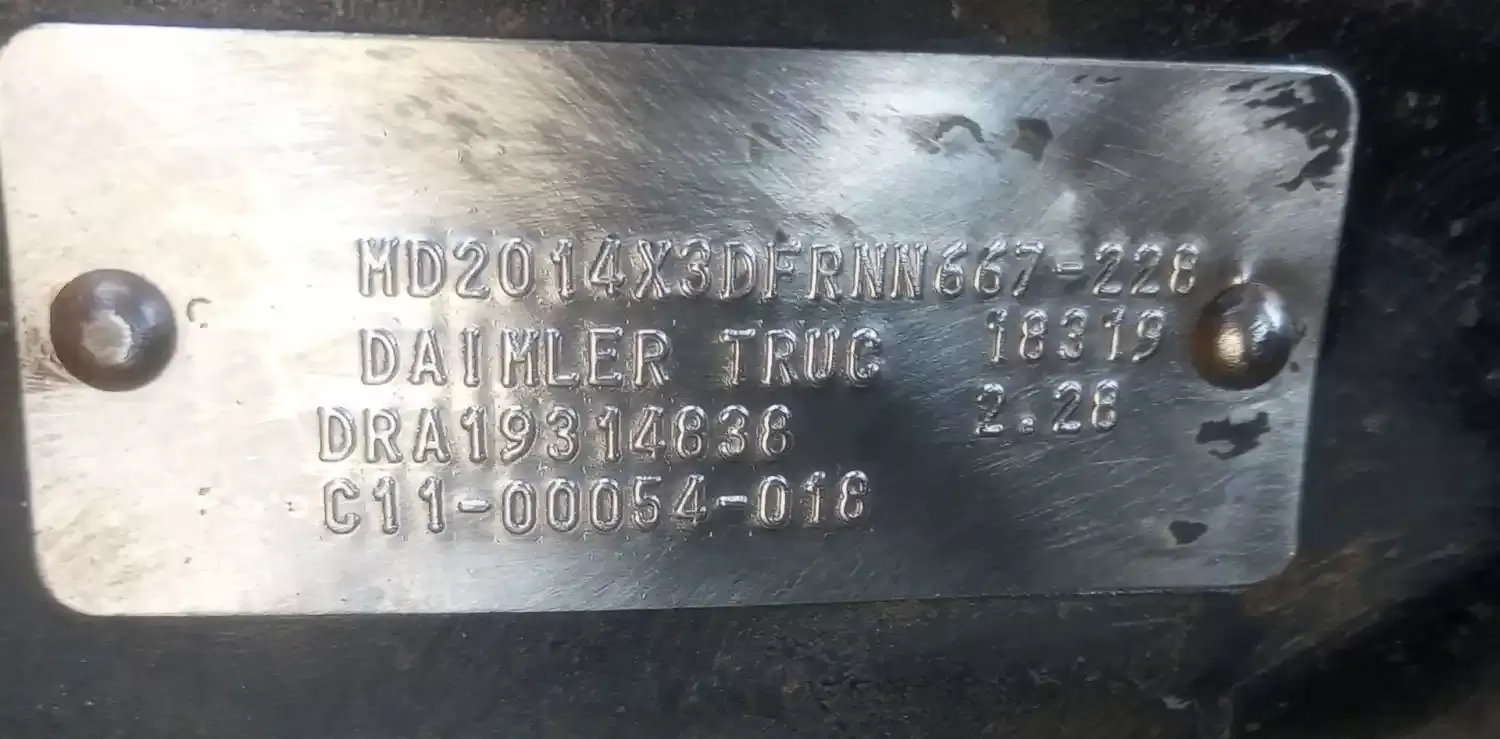 MD2014X3DFRNN667-228
DAIMLER TRUC 18319
DRA19314838 2.28
C11-00054-018